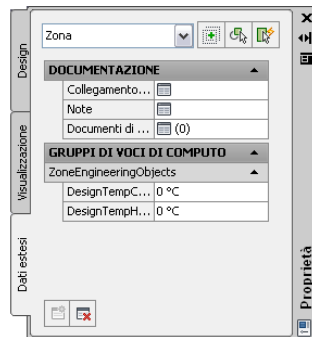 Zona
DOCUMENTAZIONE
Collegamento...
Note
Documenti di ... (0)
GRUPPI DI VOCI DI COMPUTO
ZoneEngineeringObjects
DesignTempC... 0 °C
DesignTempH... 0 °C
Design
Visualizzazione
Dati estesi
Proprietà